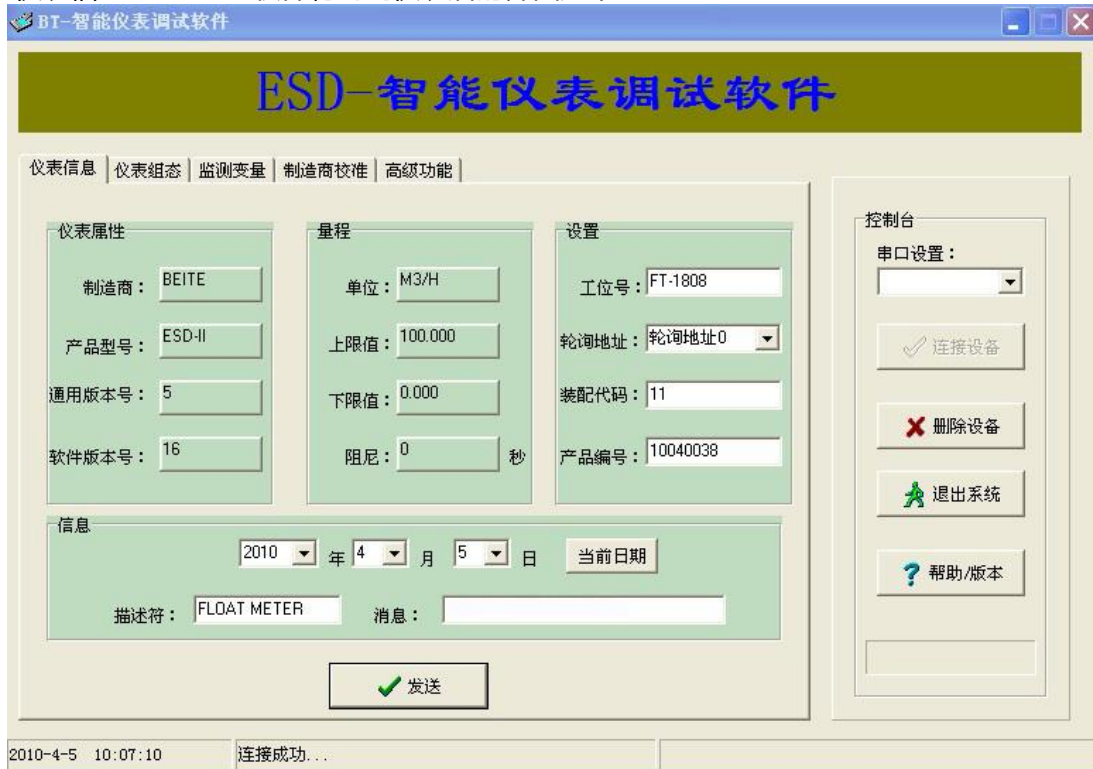 BT-智能仪表调试软件
ESD-智能仪表调试软件
仪表信息 仪表组态 监测变量 制造商校准 高级功能
仪表属性
制造商： BEITE
产品型号： ESD-II
通用版本号： 5
软件版本号： 16
量程
单位： M3/H
上限值： 100.000
下限值： 0.000
阻尼： 0 秒
设置
工位号： FT-1808
轮询地址： 轮询地址0
装配代码： 11
产品编号： 10040038
信息
2010 年 4 月 5 日 当前日期
描述符： FLOAT METER 消息：
发送
控制台
串口设置：
连接设备
删除设备
退出系统
帮助/版本
2010-4-5 10:07:10 连接成功...